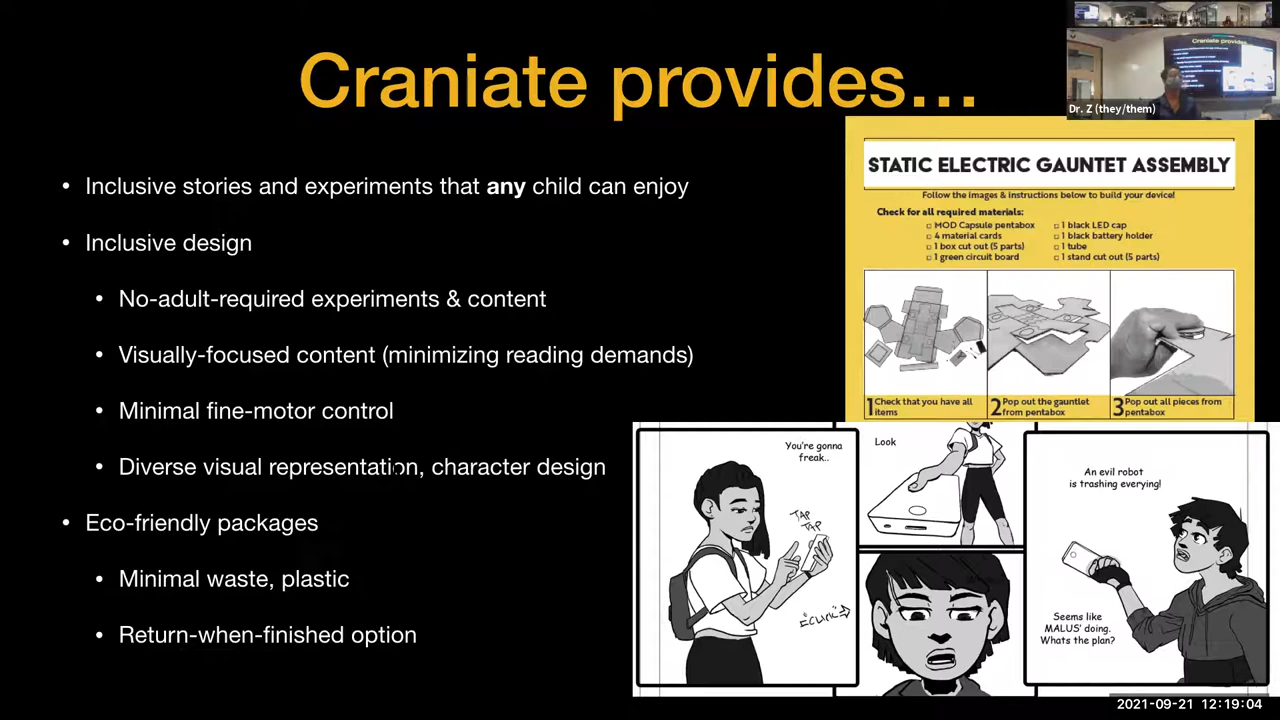 Craniate provides...
Dr. Z (they/them)
• Inclusive stories and experiments that any child can enjoy
• Inclusive design
• No-adult-required experiments & content
• Visually-focused content (minimizing reading demands)
• Minimal fine-motor control
• Diverse visual representation, character design
• Eco-friendly packages
• Minimal waste, plastic
• Return-when-finished option
STATIC ELECTRIC GAUNTET ASSEMBLY
Follow the images & instructions below to build your device!
Check for all required materials:
MOD Capsule pentabox
4 material cards
1 box cut out (5 parts)
1 green circuit board
1 black LED cap
1 black battery holder
1 tube
1 stand cut out (5 parts)
1 Check that you have all
items
2 Pop out the gauntlet
from pentabox
3 Pop out all pieces from
pentabox
You're gonna
freak..
TAP
TAP
Look
An evil robot
is trashing everying!
Seems like
MALUS' doing.
Whats the plan?
2021-09-21 12:19:04